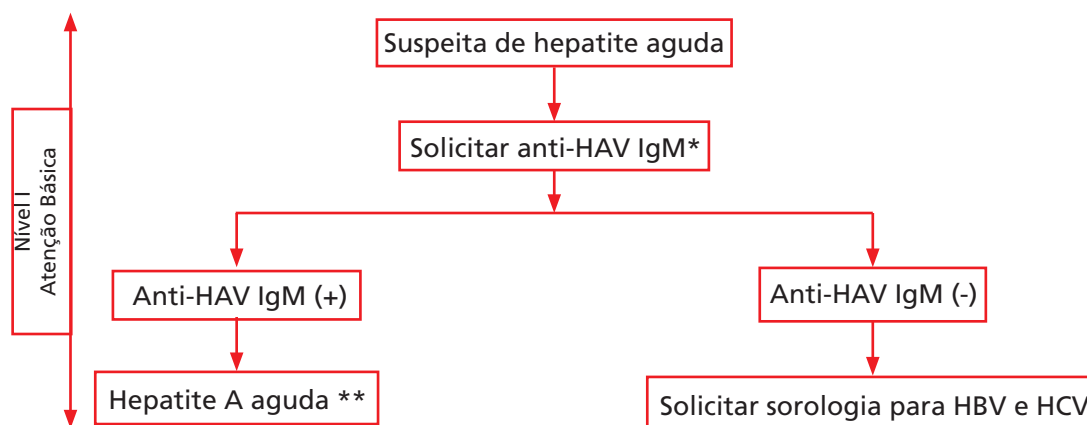 Suspeita de hepatite aguda
Solicitar anti-HAV IgM*
Nível I
Atenção Básica
Anti-HAV IgM (+)
Anti-HAV IgM (-)
Hepatite A aguda **
Solicitar sorologia para HBV e HCV